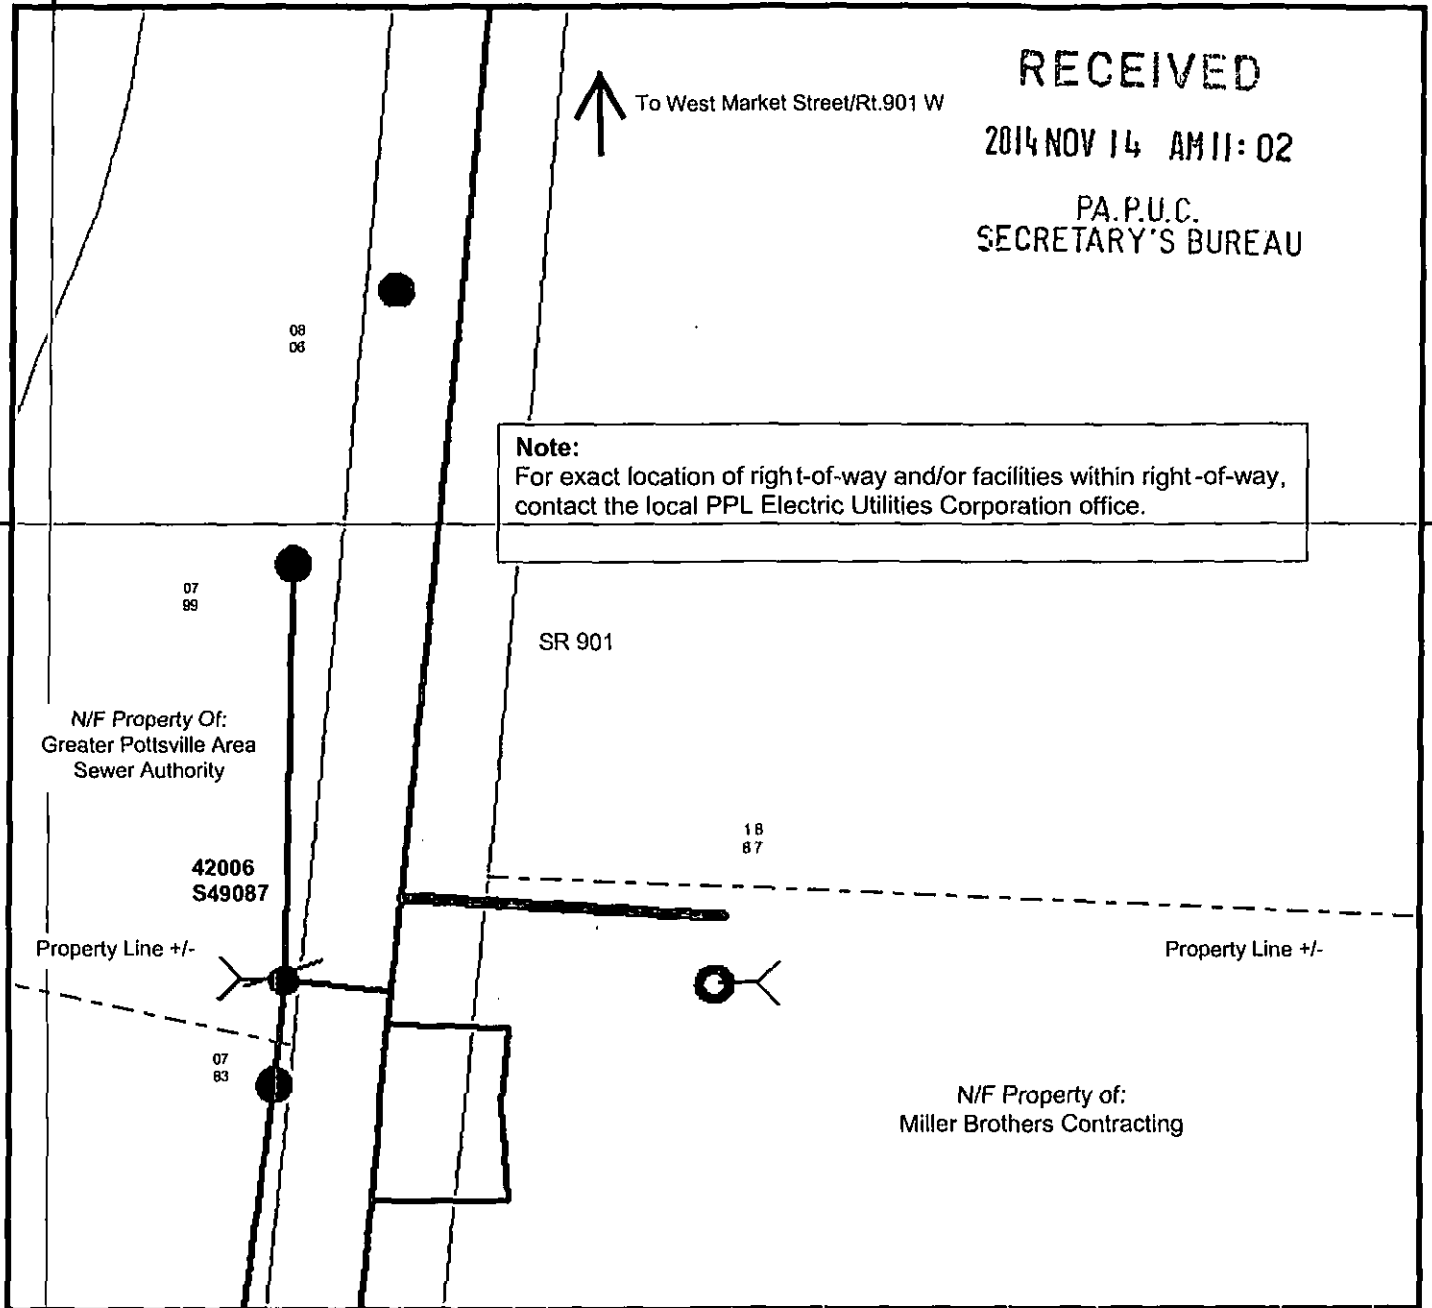 RECEIVED
To West Market Street/Rt.901 W
2014 NOV 14 AM 11:02
PA.P.U.C.
SECRETARY'S BUREAU
08
06
Note:
For exact location of right-of-way and/or facilities within right-of-way,
contact the local PPL Electric Utilities Corporation office.
07
99
SR 901
N/F Property Of:
Greater Pottsville Area
Sewer Authority
18
87
42006
S49087
Property Line +/-
Property Line +/-
07
83
N/F Property of:
Miller Brothers Contracting